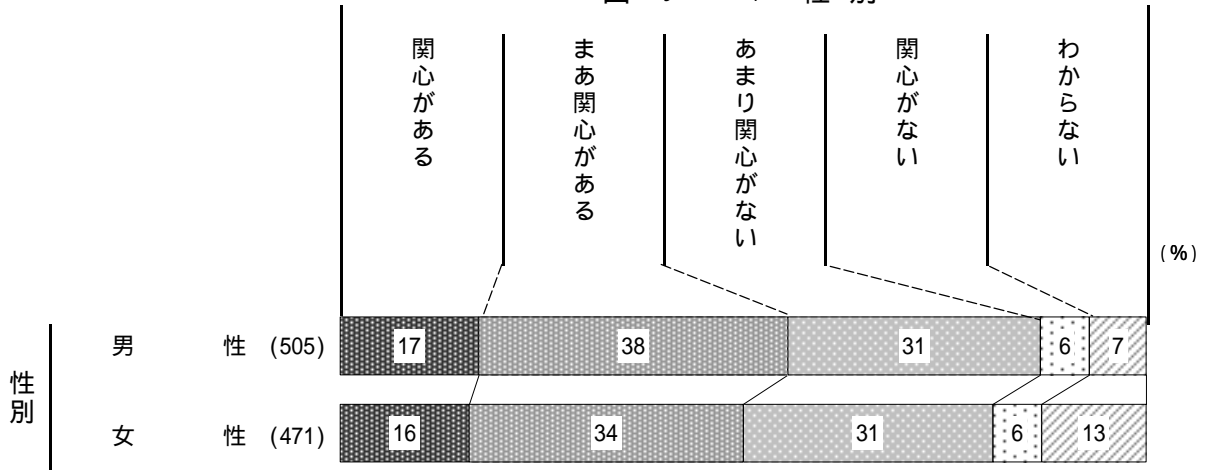 関心がある
まあ関心がある
あまり関心がない
関心がない
わからない
(%)
性別
男性 (505) 17 38 31 6 7
女性 (471) 16 34 31 6 13